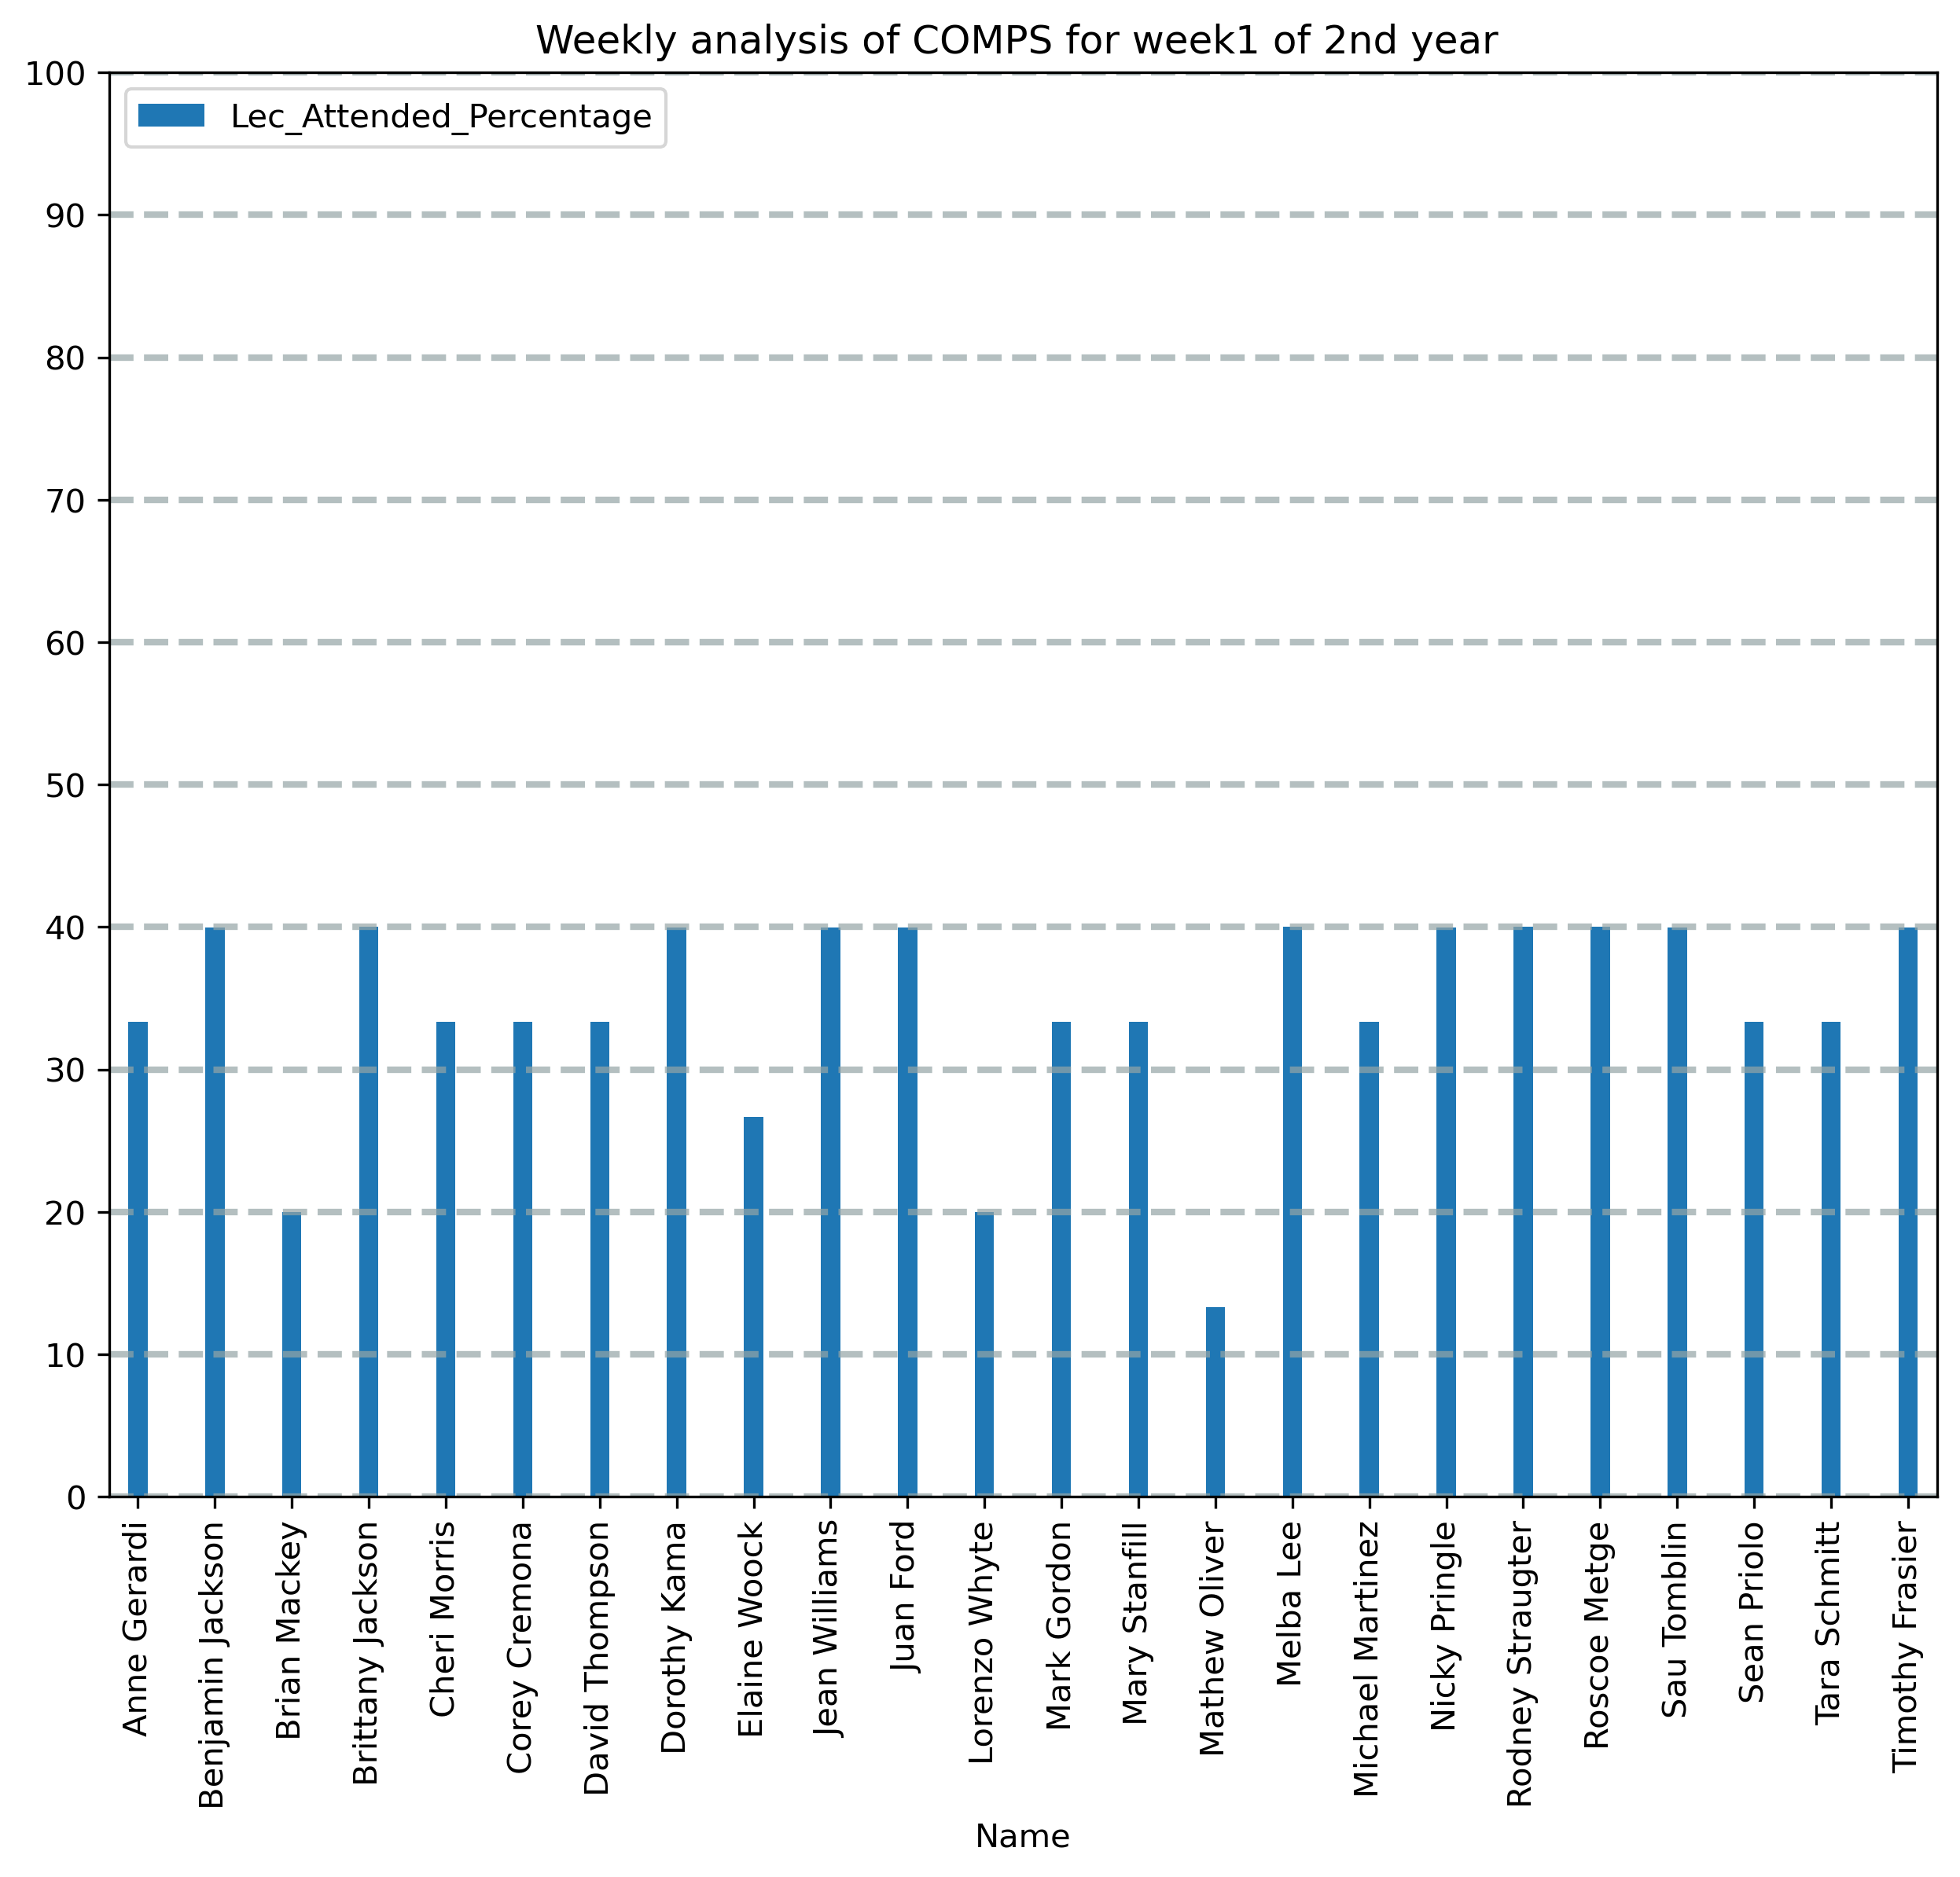 Weekly analysis of COMPS for week1 of 2nd year
Lec_Attended_Percentage
100
90
80
70
60
50
40
30
20
10
0
Anne Gerardi
Benjamin Jackson
Brian Mackey
Brittany Jackson
Cheri Morris
Corey Cremona
David Thompson
Dorothy Kama
Elaine Woock
Jean Williams
Juan Ford
Lorenzo Whyte
Mark Gordon
Mary Stanfill
Mathew Oliver
Melba Lee
Michael Martinez
Nicky Pringle
Rodney Straugter
Roscoe Metge
Sau Tomblin
Sean Priolo
Tara Schmitt
Timothy Frasier
Name